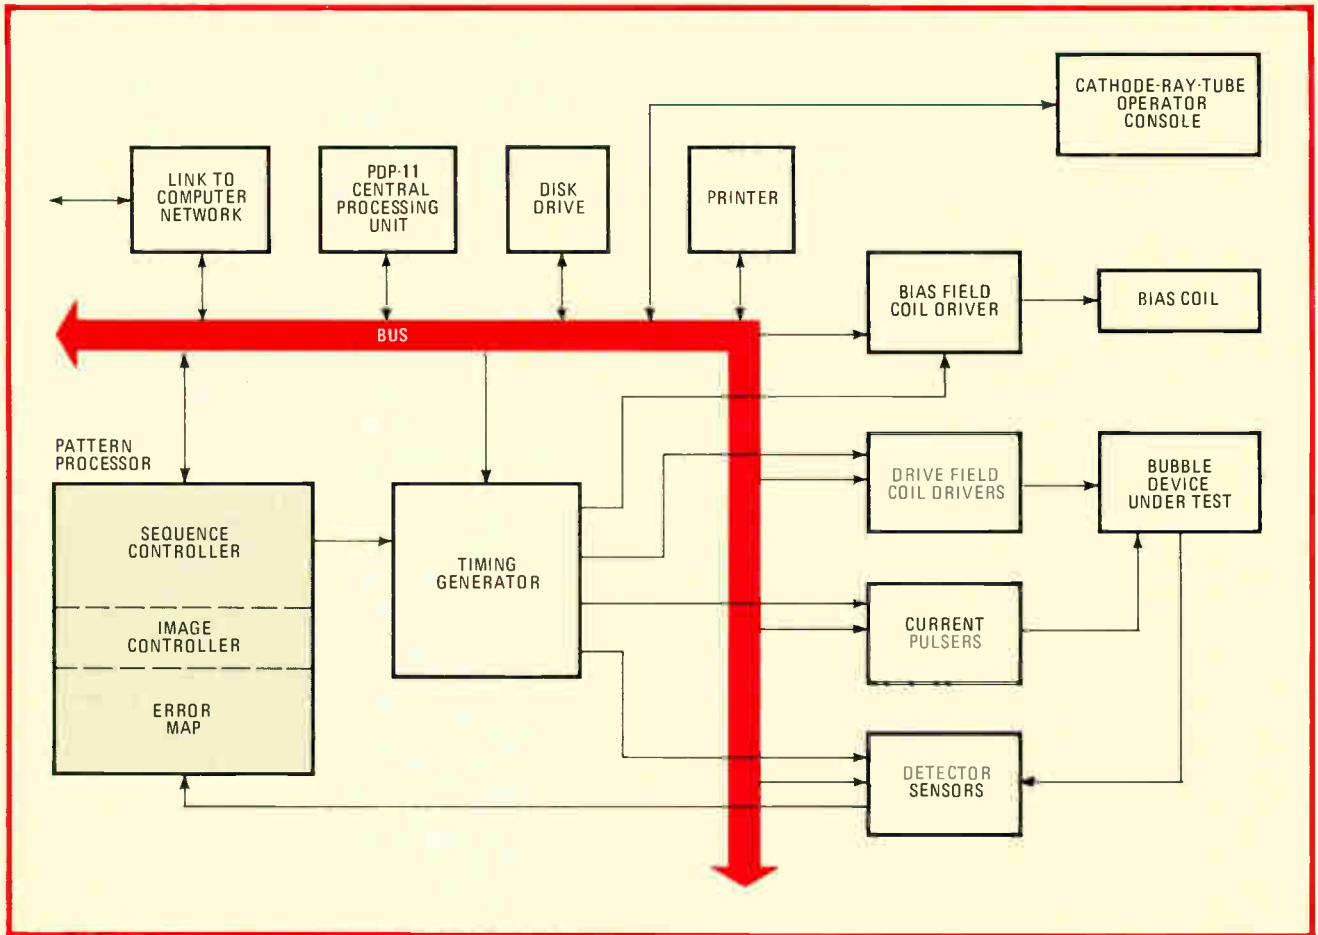 CATHODE-RAY-TUBE
OPERATOR
CONSOLE
LINK TO
COMPUTER
NETWORK
PDP-11
CENTRAL
PROCESSING
UNIT
DISK
DRIVE
PRINTER
BIAS FIELD
COIL DRIVER
BIAS COIL
BUS
PATTERN
PROCESSOR
SEQUENCE
CONTROLLER
IMAGE
CONTROLLER
ERROR
MAP
TIMING
GENERATOR
DRIVE FIELD
COIL DRIVERS
BUBBLE
DEVICE
UNDER TEST
CURRENT
PULSERS
DETECTOR
SENSORS